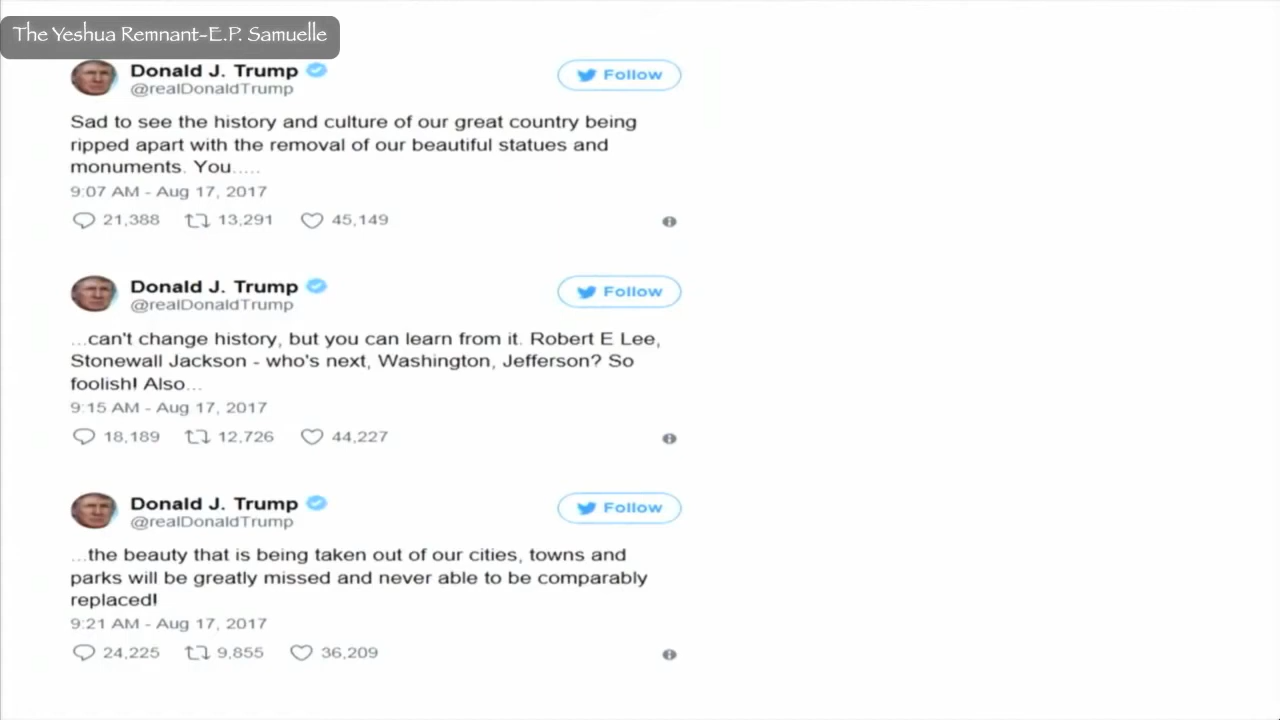 The Yeshua Remnant-E.P. Samuelle
Donald J. Trump
@realDonaldTrump
Follow
Sad to see the history and culture of our great country being
ripped apart with the removal of our beautiful statues and
monuments. You.....
9:07 AM - Aug 17, 2017
21,388 13,291 45,149
Donald J. Trump
@realDonaldTrump
Follow
...can't change history, but you can learn from it. Robert E Lee,
Stonewall Jackson - who's next, Washington, Jefferson? So
foolish! Also...
9:15 AM - Aug 17, 2017
18,189 12,726 44,227
Donald J. Trump
@realDonaldTrump
Follow
...the beauty that is being taken out of our cities, towns and
parks will be greatly missed and never able to be comparably
replaced!
9:21 AM - Aug 17, 2017
24,225 9,855 36,209